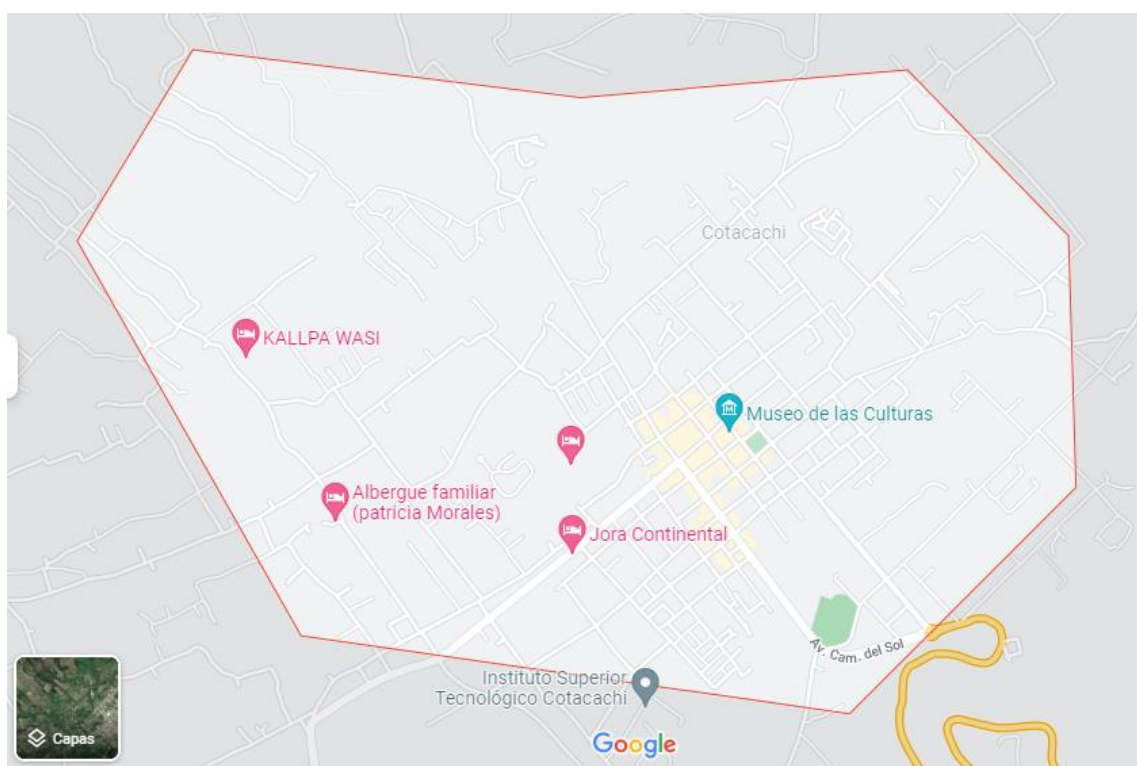 Cotacachi
KALLPA WASI
Museo de las Culturas
Albergue familiar
(patricia Morales)
Jora Continental
Av. Cam. del Sol
Instituto Superior
Tecnológico Cotacachi
Capas
Google